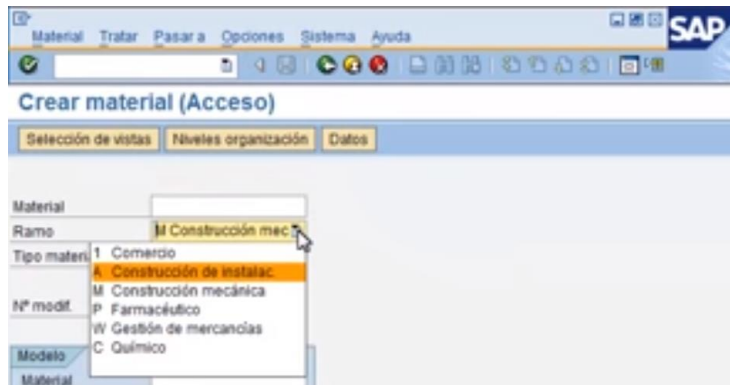 Material Tratar Pasar a Opciones Sistema Ayuda
SAP
Crear material (Acceso)
Selección de vistas Niveles organización Datos
Material
Ramo M Construcción mec
Tipo materi
1 Comercio
A Construcción de instalac.
M Construcción mecánica
P Farmacéutico
W Gestión de mercancías
C Químico
Nº modif.
Modelo
Material